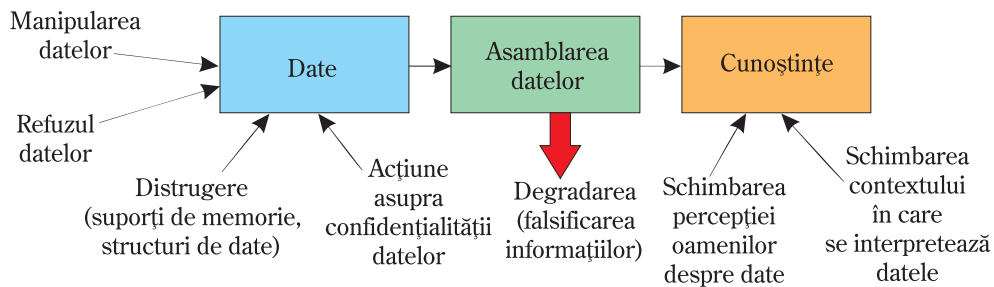 Manipularea
datelor
Refuzul
datelor
Date
Asamblarea
datelor
Cunoştinţe
Distrugere
(suporţi de memorie,
structuri de date)
Acţiune
asupra
confidenţialităţii
datelor
Degradarea
(falsificarea
informaţiilor)
Schimbarea
percepţiei
oamenilor
despre date
Schimbarea
contextului
în care
se interpretează
datele